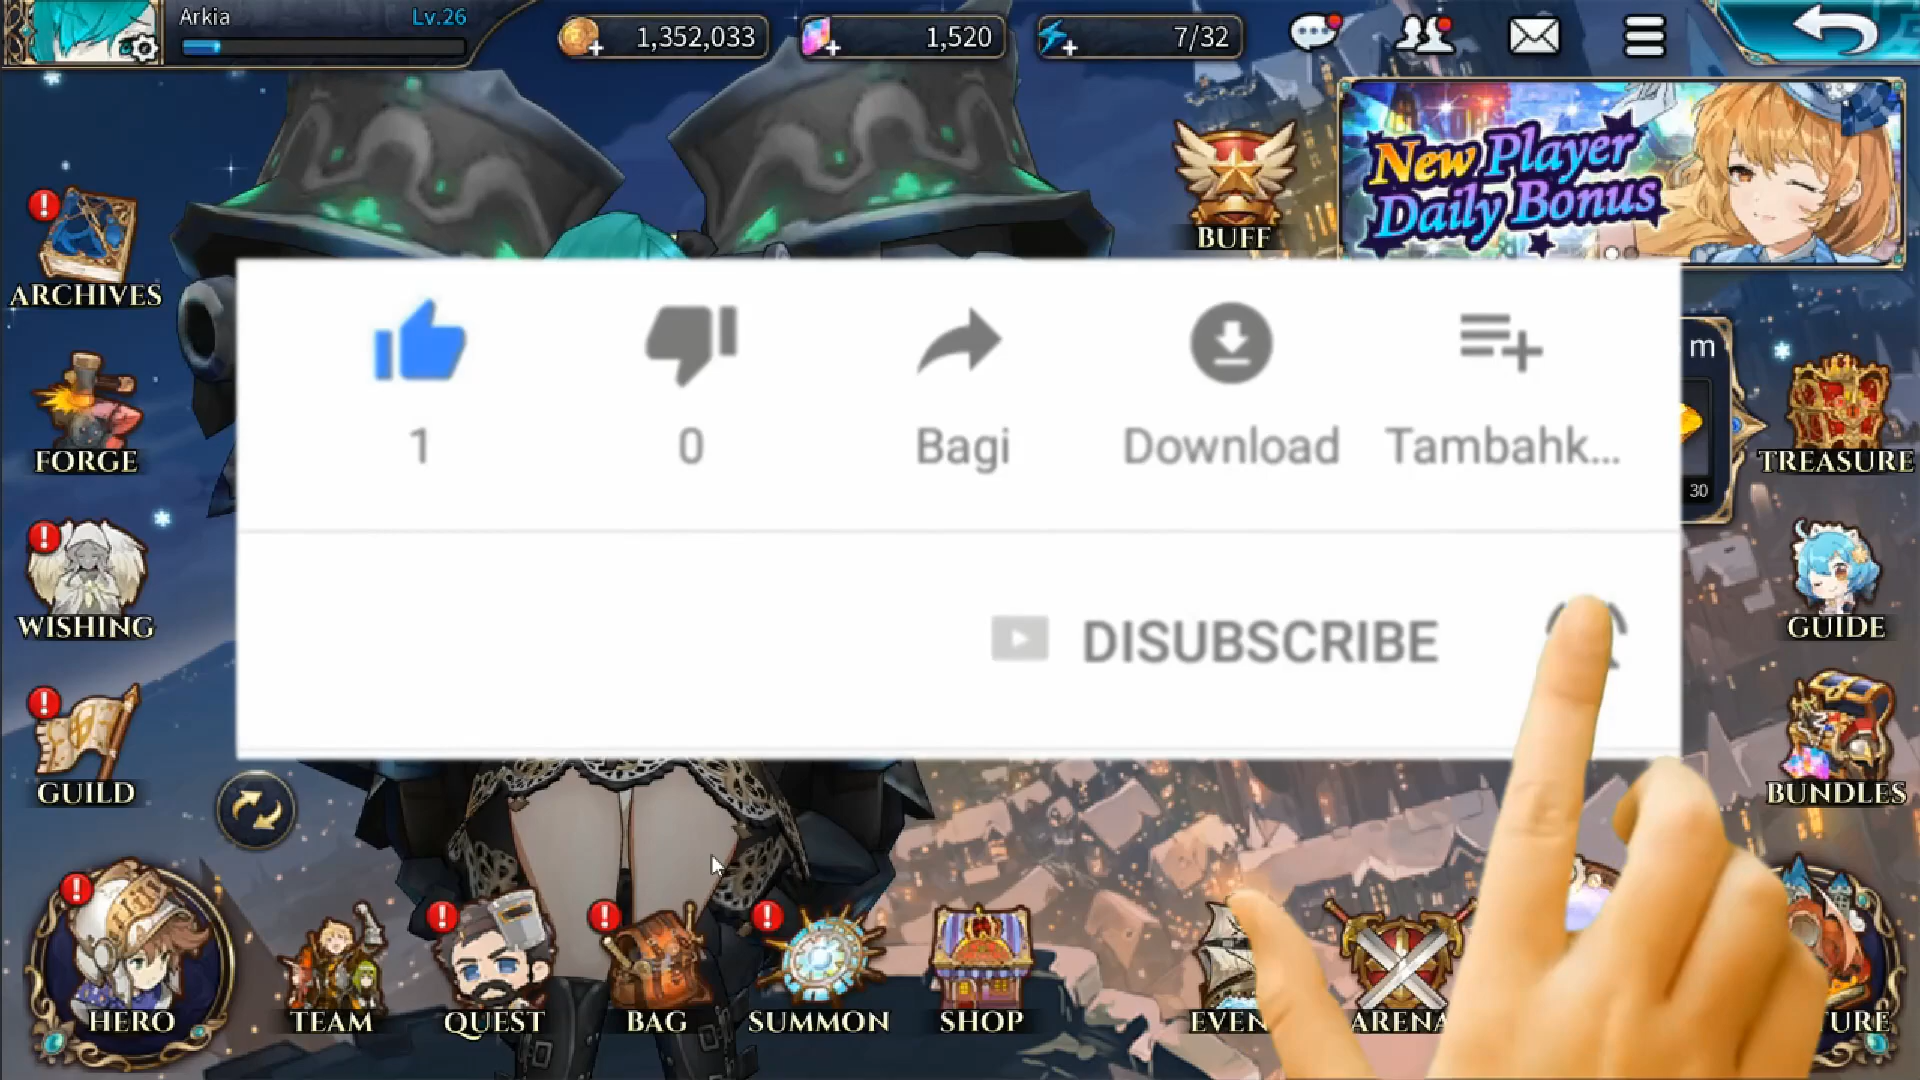 Arkia
Lv.26
1,352,033
1,520
7/32
New Player
Daily Bonus
BUFF
ARCHIVES
FORGE
WISHING
GUILD
1
0
Bagi
Download
Tambahk...
DISUBSCRIBE
m
30
TREASURE
GUIDE
BUNDLES
HERO
TEAM
QUEST
BAG
SUMMON
SHOP
EVEN
ARENA
TURE